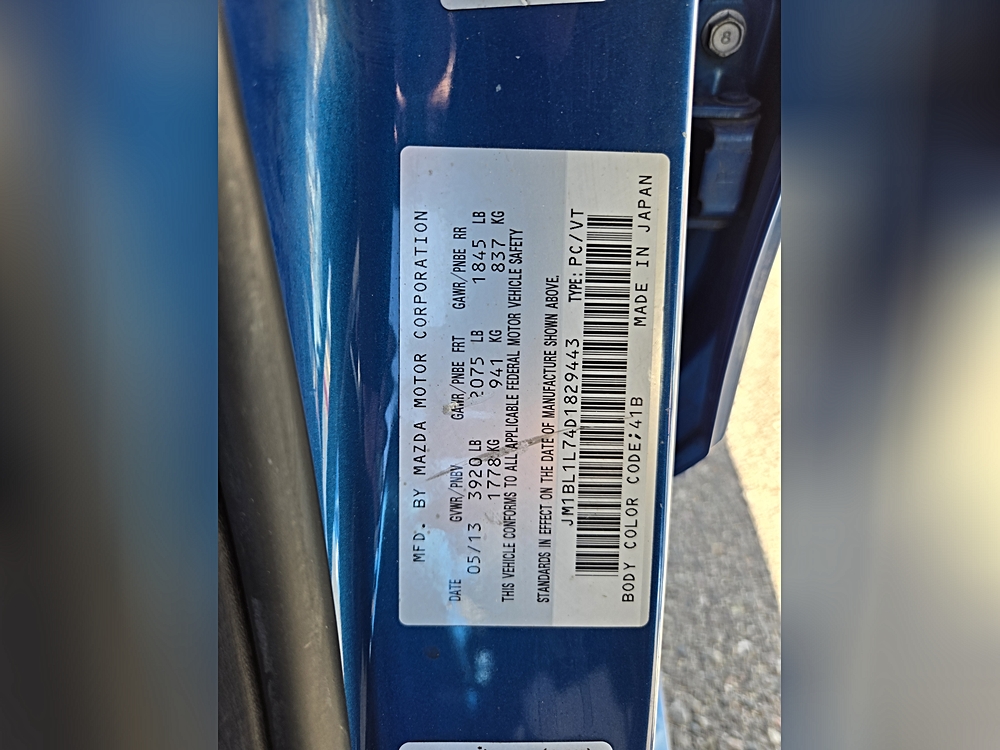 MFD. BY MAZDA MOTOR CORPORATION
DATE GVWR/PNBV GAWR/PNBE FRT GAWR/PNBE RR
05/13 3920 LB 2075 LB 1845 LB
1778 KG 941 KG 837 KG
THIS VEHICLE CONFORMS TO ALL APPLICABLE FEDERAL MOTOR VEHICLE SAFETY
STANDARDS IN EFFECT ON THE DATE OF MANUFACTURE SHOWN ABOVE.
JM1BL1L74D1829443 TYPE: PC/VT
BODY COLOR CODE;41B MADE IN JAPAN
8